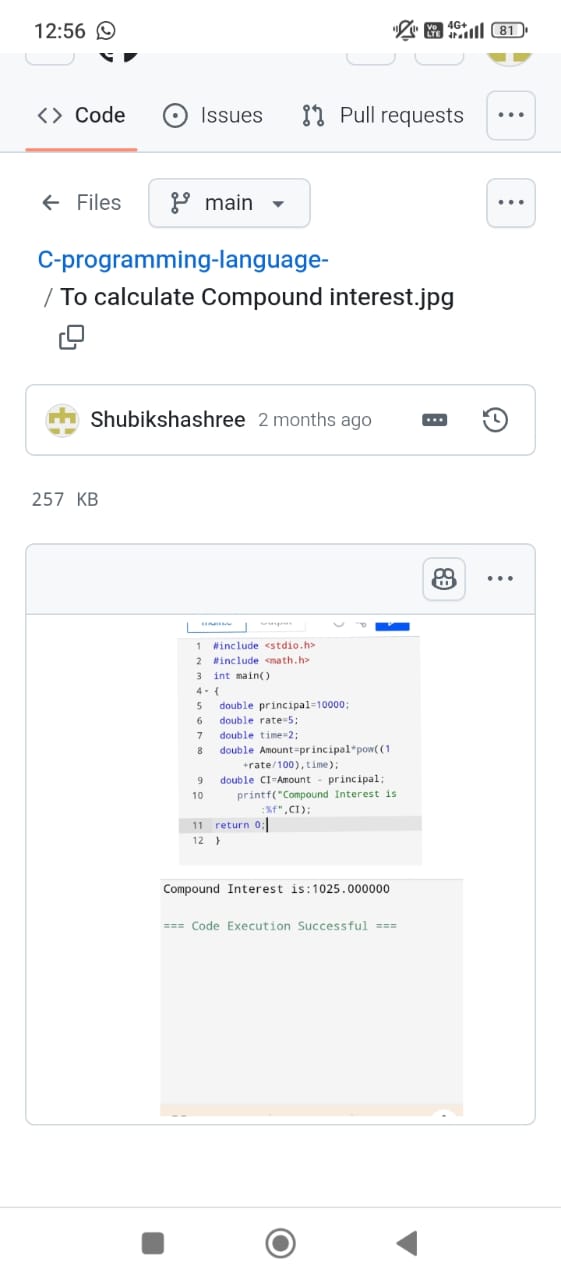 12:56
Vo LTE 4G+ 81
Code Issues Pull requests
Files main
C-programming-language-
/ To calculate Compound interest.jpg
Shubikshashree 2 months ago
257 KB
1 #include <stdio.h>
2 #include <math.h>
3 int main()
4 {
5 double principal=10000;
6 double rate=5;
7 double time=2;
8 double Amount=principal*pow((1
+rate/100),time);
9 double CI=Amount - principal;
10 printf("Compound Interest is
:%f",CI);
11 return 0;
12 }
Compound Interest is:1025.000000
=== Code Execution Successful ===